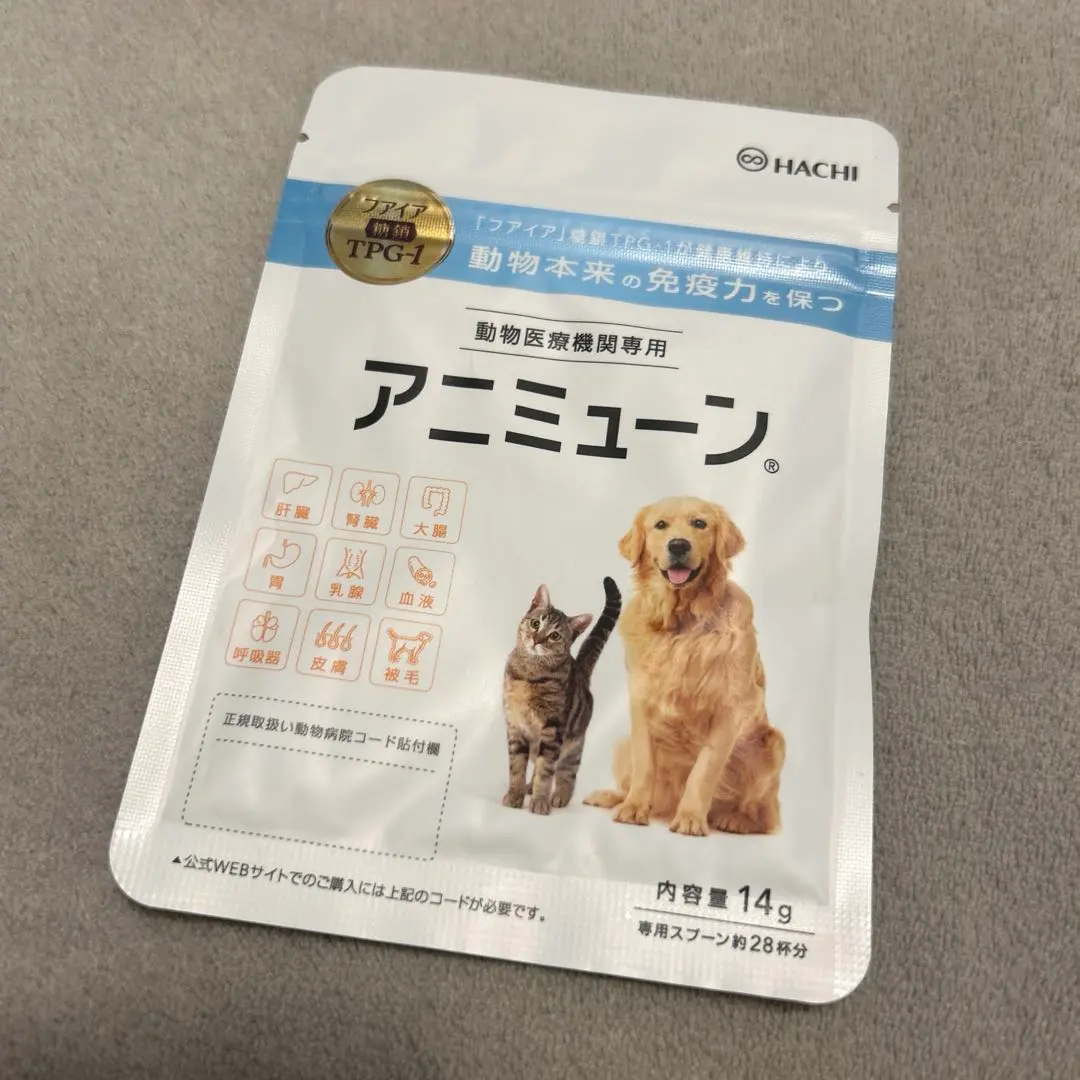 HACHI
フアイア
糖鎖
TPG-1
「フアイア」糖鎖TPG-1が健康維持により
動物本来の免疫力を保つ
動物医療機関専用
アニミューン®
肝臓 腎臓 大腸
胃 乳腺 血液
呼吸器 皮膚 被毛
正規取扱い動物病院コード貼付欄
▲公式WEBサイトでのご購入には上記のコードが必要です。
内容量 14g
専用スプーン約28杯分